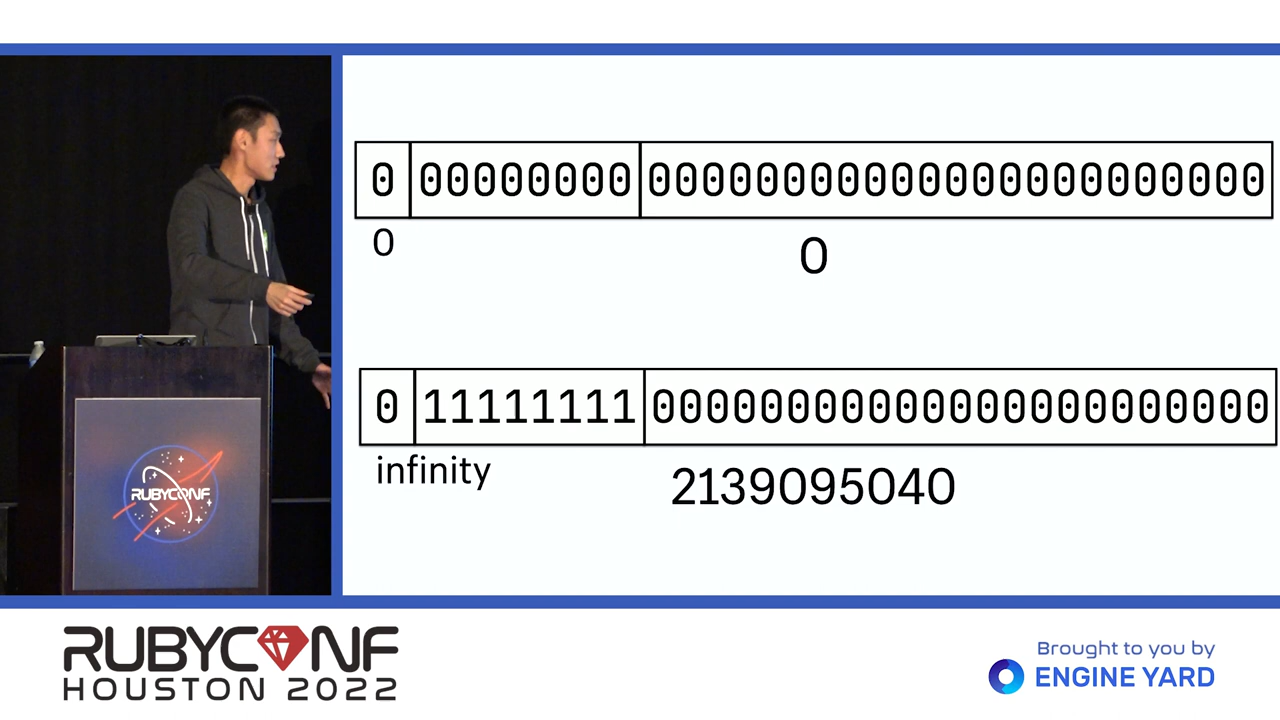 0 00000000 00000000000000000000000
0
0
0 11111111 00000000000000000000000
infinity
2139095040
RUBYCONF
RUBYCONF
HOUSTON 2022
Brought to you by
ENGINE YARD